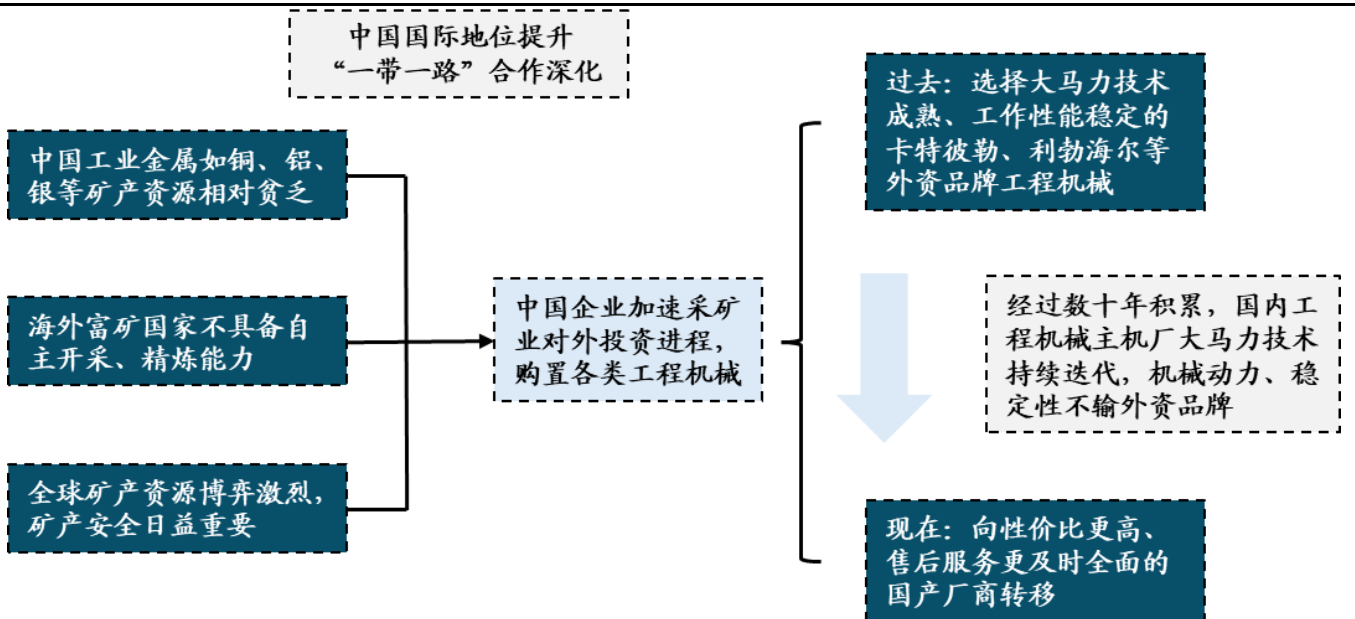 中国国际地位提升
“一带一路”合作深化
中国工业金属如铜、铝、
银等矿产资源相对贫乏
海外富矿国家不具备自
主开采、精炼能力
全球矿产资源博弈激烈，
矿产安全日益重要
中国企业加速采矿
业对外投资进程，
购置各类工程机械
过去：选择大马力技术
成熟、工作性能稳定的
卡特彼勒、利勃海尔等
外资品牌工程机械
经过数十年积累，国内工
程机械主机厂大马力技术
持续迭代，机械动力、稳
定性不输外资品牌
现在：向性价比更高、
售后服务更及时全面的
国产厂商转移